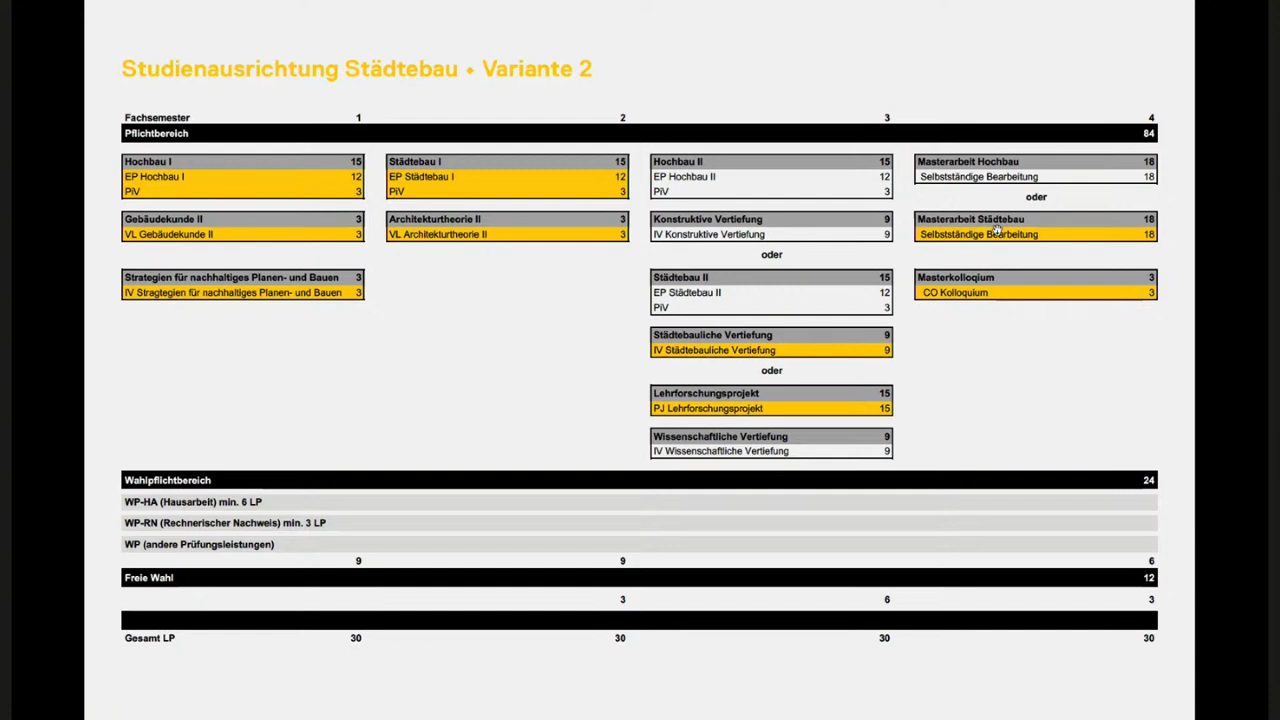 Studienausrichtung Städtebau • Variante 2
Fachsemester 1 2 3 4
Pflichtbereich 84
Hochbau I 15
EP Hochbau I 12
PiV 3
Gebäudekunde II 3
VL Gebäudekunde II 3
Strategien für nachhaltiges Planen- und Bauen 3
IV Stragtegien für nachhaltiges Planen- und Bauen 3
Städtebau I 15
EP Städtebau I 12
PiV 3
Architekturtheorie II 3
VL Architekturtheorie II 3
Hochbau II 15
EP Hochbau II 12
PiV 3
Konstruktive Vertiefung 9
IV Konstruktive Vertiefung 9
oder
Städtebau II 15
EP Städtebau II 12
PiV 3
Städtebauliche Vertiefung 9
IV Städtebauliche Vertiefung 9
oder
Lehrforschungsprojekt 15
PJ Lehrforschungsprojekt 15
Wissenschaftliche Vertiefung 9
IV Wissenschaftliche Vertiefung 9
Masterarbeit Hochbau 18
Selbstständige Bearbeitung 18
oder
Masterarbeit Städtebau 18
Selbstständige Bearbeitung 18
Masterkolloqium 3
CO Kolloqium 3
Wahlpflichtbereich 24
WP-HA (Hausarbeit) min. 6 LP
WP-RN (Rechnerischer Nachweis) min. 3 LP
WP (andere Prüfungsleistungen)
9 9 6
Freie Wahl 12
3 6 3
Gesamt LP 30 30 30 30